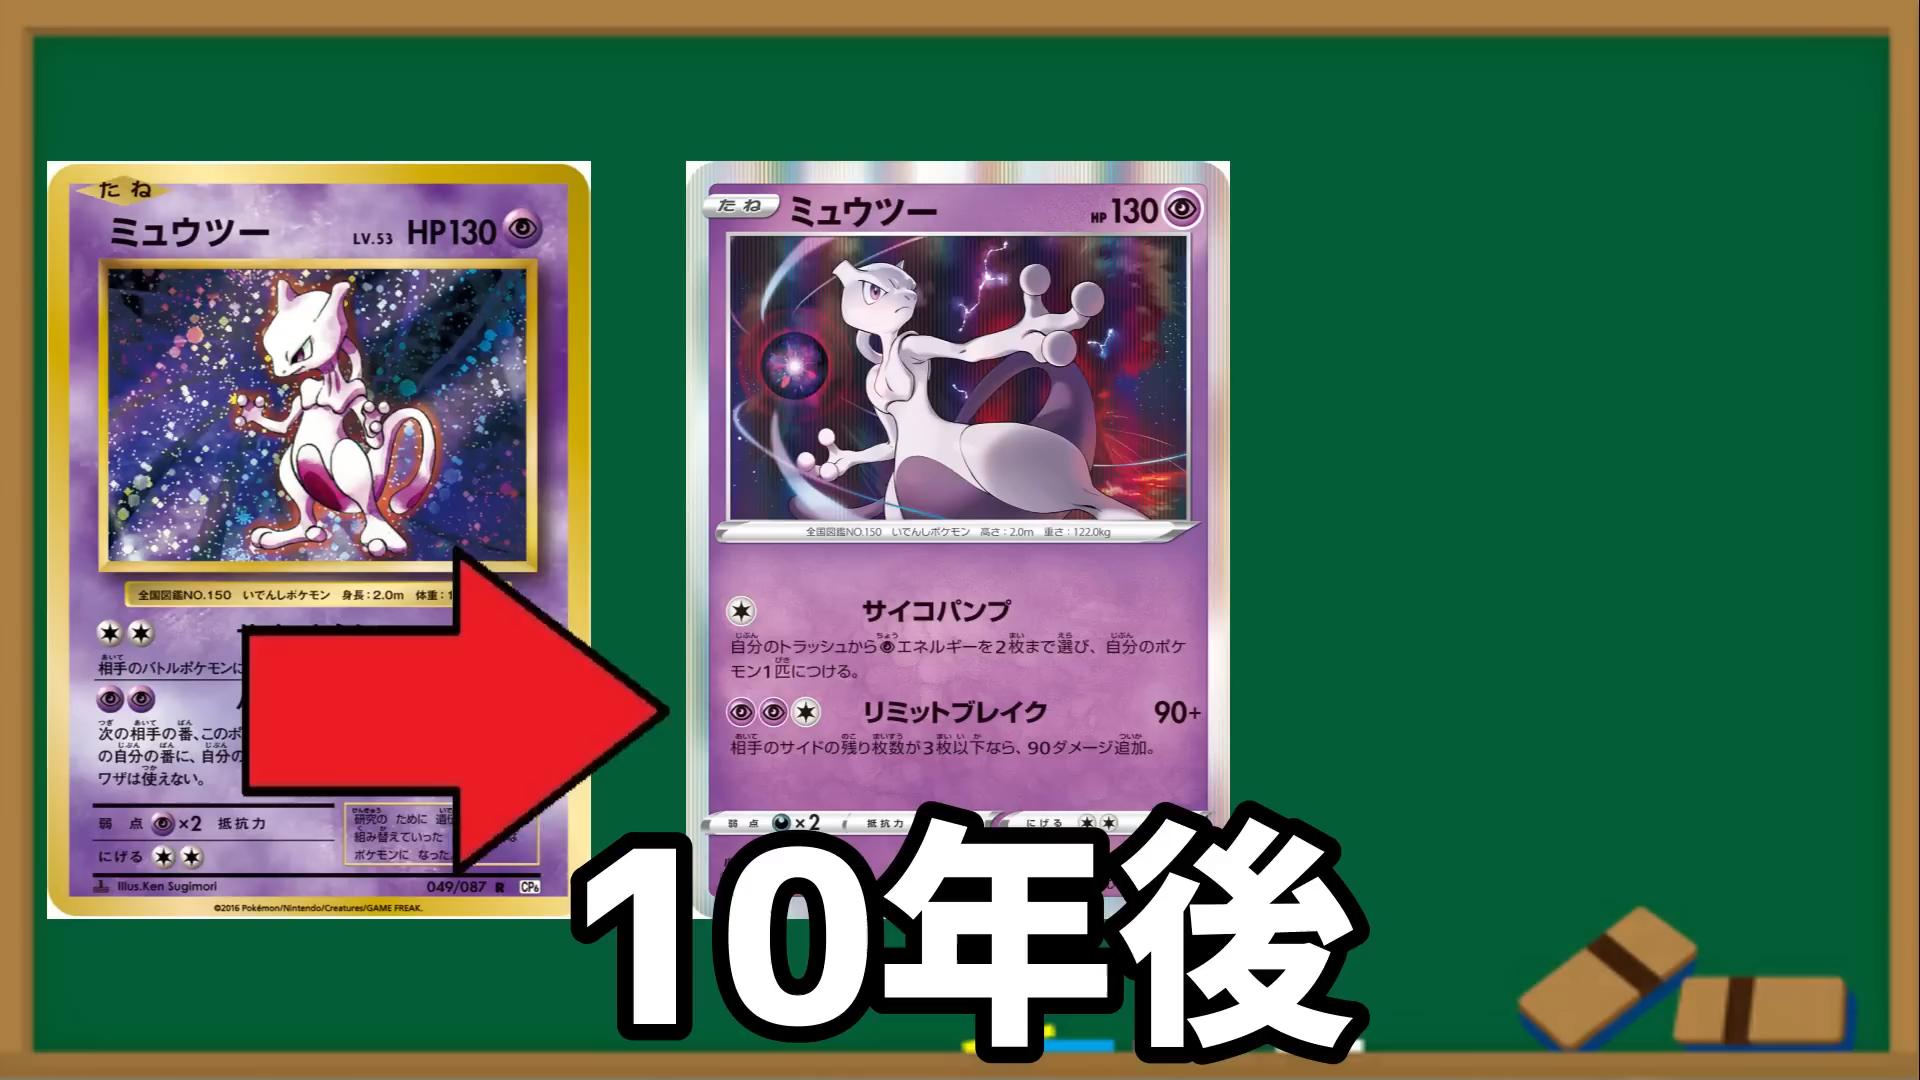 たね
ミュウツー LV.53 HP130
全国図鑑NO.150 いでんしポケモン 身長:2.0m 体重:1
相手のバトルポケモンに
次の相手の番、このポ
の自分の番に、自分の
ワザは使えない。
弱点 ×2 抵抗力
にげる
研究の ために 遺
組み替えていった
ポケモンに なった
Illus.Ken Sugimori 049/087 R CP6
©2016 Pokémon/Nintendo/Creatures/GAME FREAK.
たね ミュウツー HP 130
全国図鑑NO.150 いでんしポケモン 高さ:2.0m 重さ:122.0kg
サイコパンプ
自分のトラッシュからエネルギーを2枚まで選び、自分のポケ
モン1匹につける。
リミットブレイク 90+
相手のサイドの残り枚数が3枚以下なら、90ダメージ追加。
弱点 ×2 抵抗力 にげる
10年後